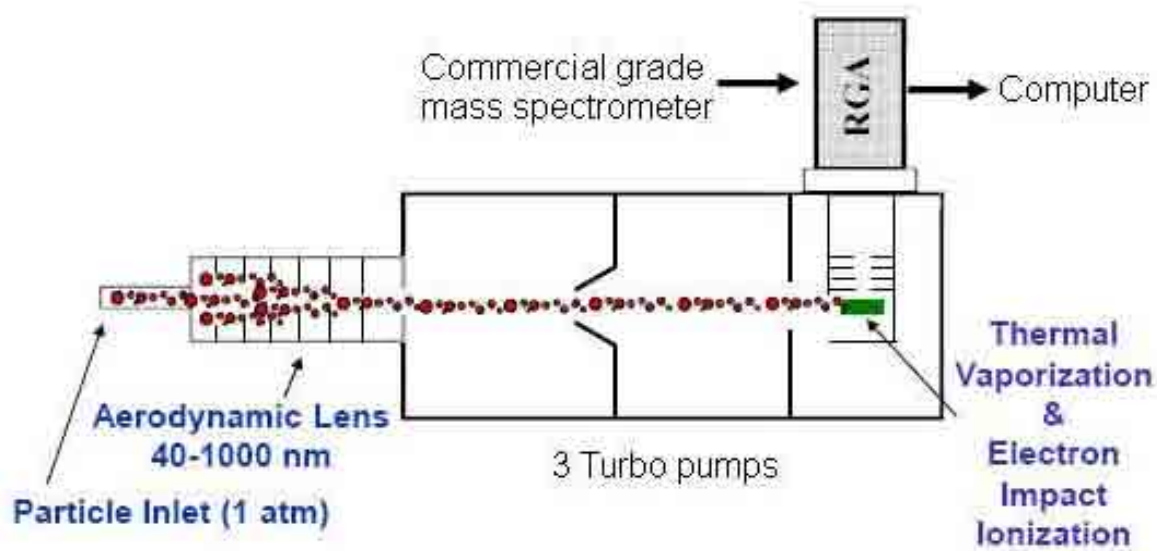 Commercial grade
mass spectrometer
RGA
Computer
Aerodynamic Lens
40-1000 nm
Particle Inlet (1 atm)
3 Turbo pumps
Thermal
Vaporization
&
Electron
Impact
Ionization